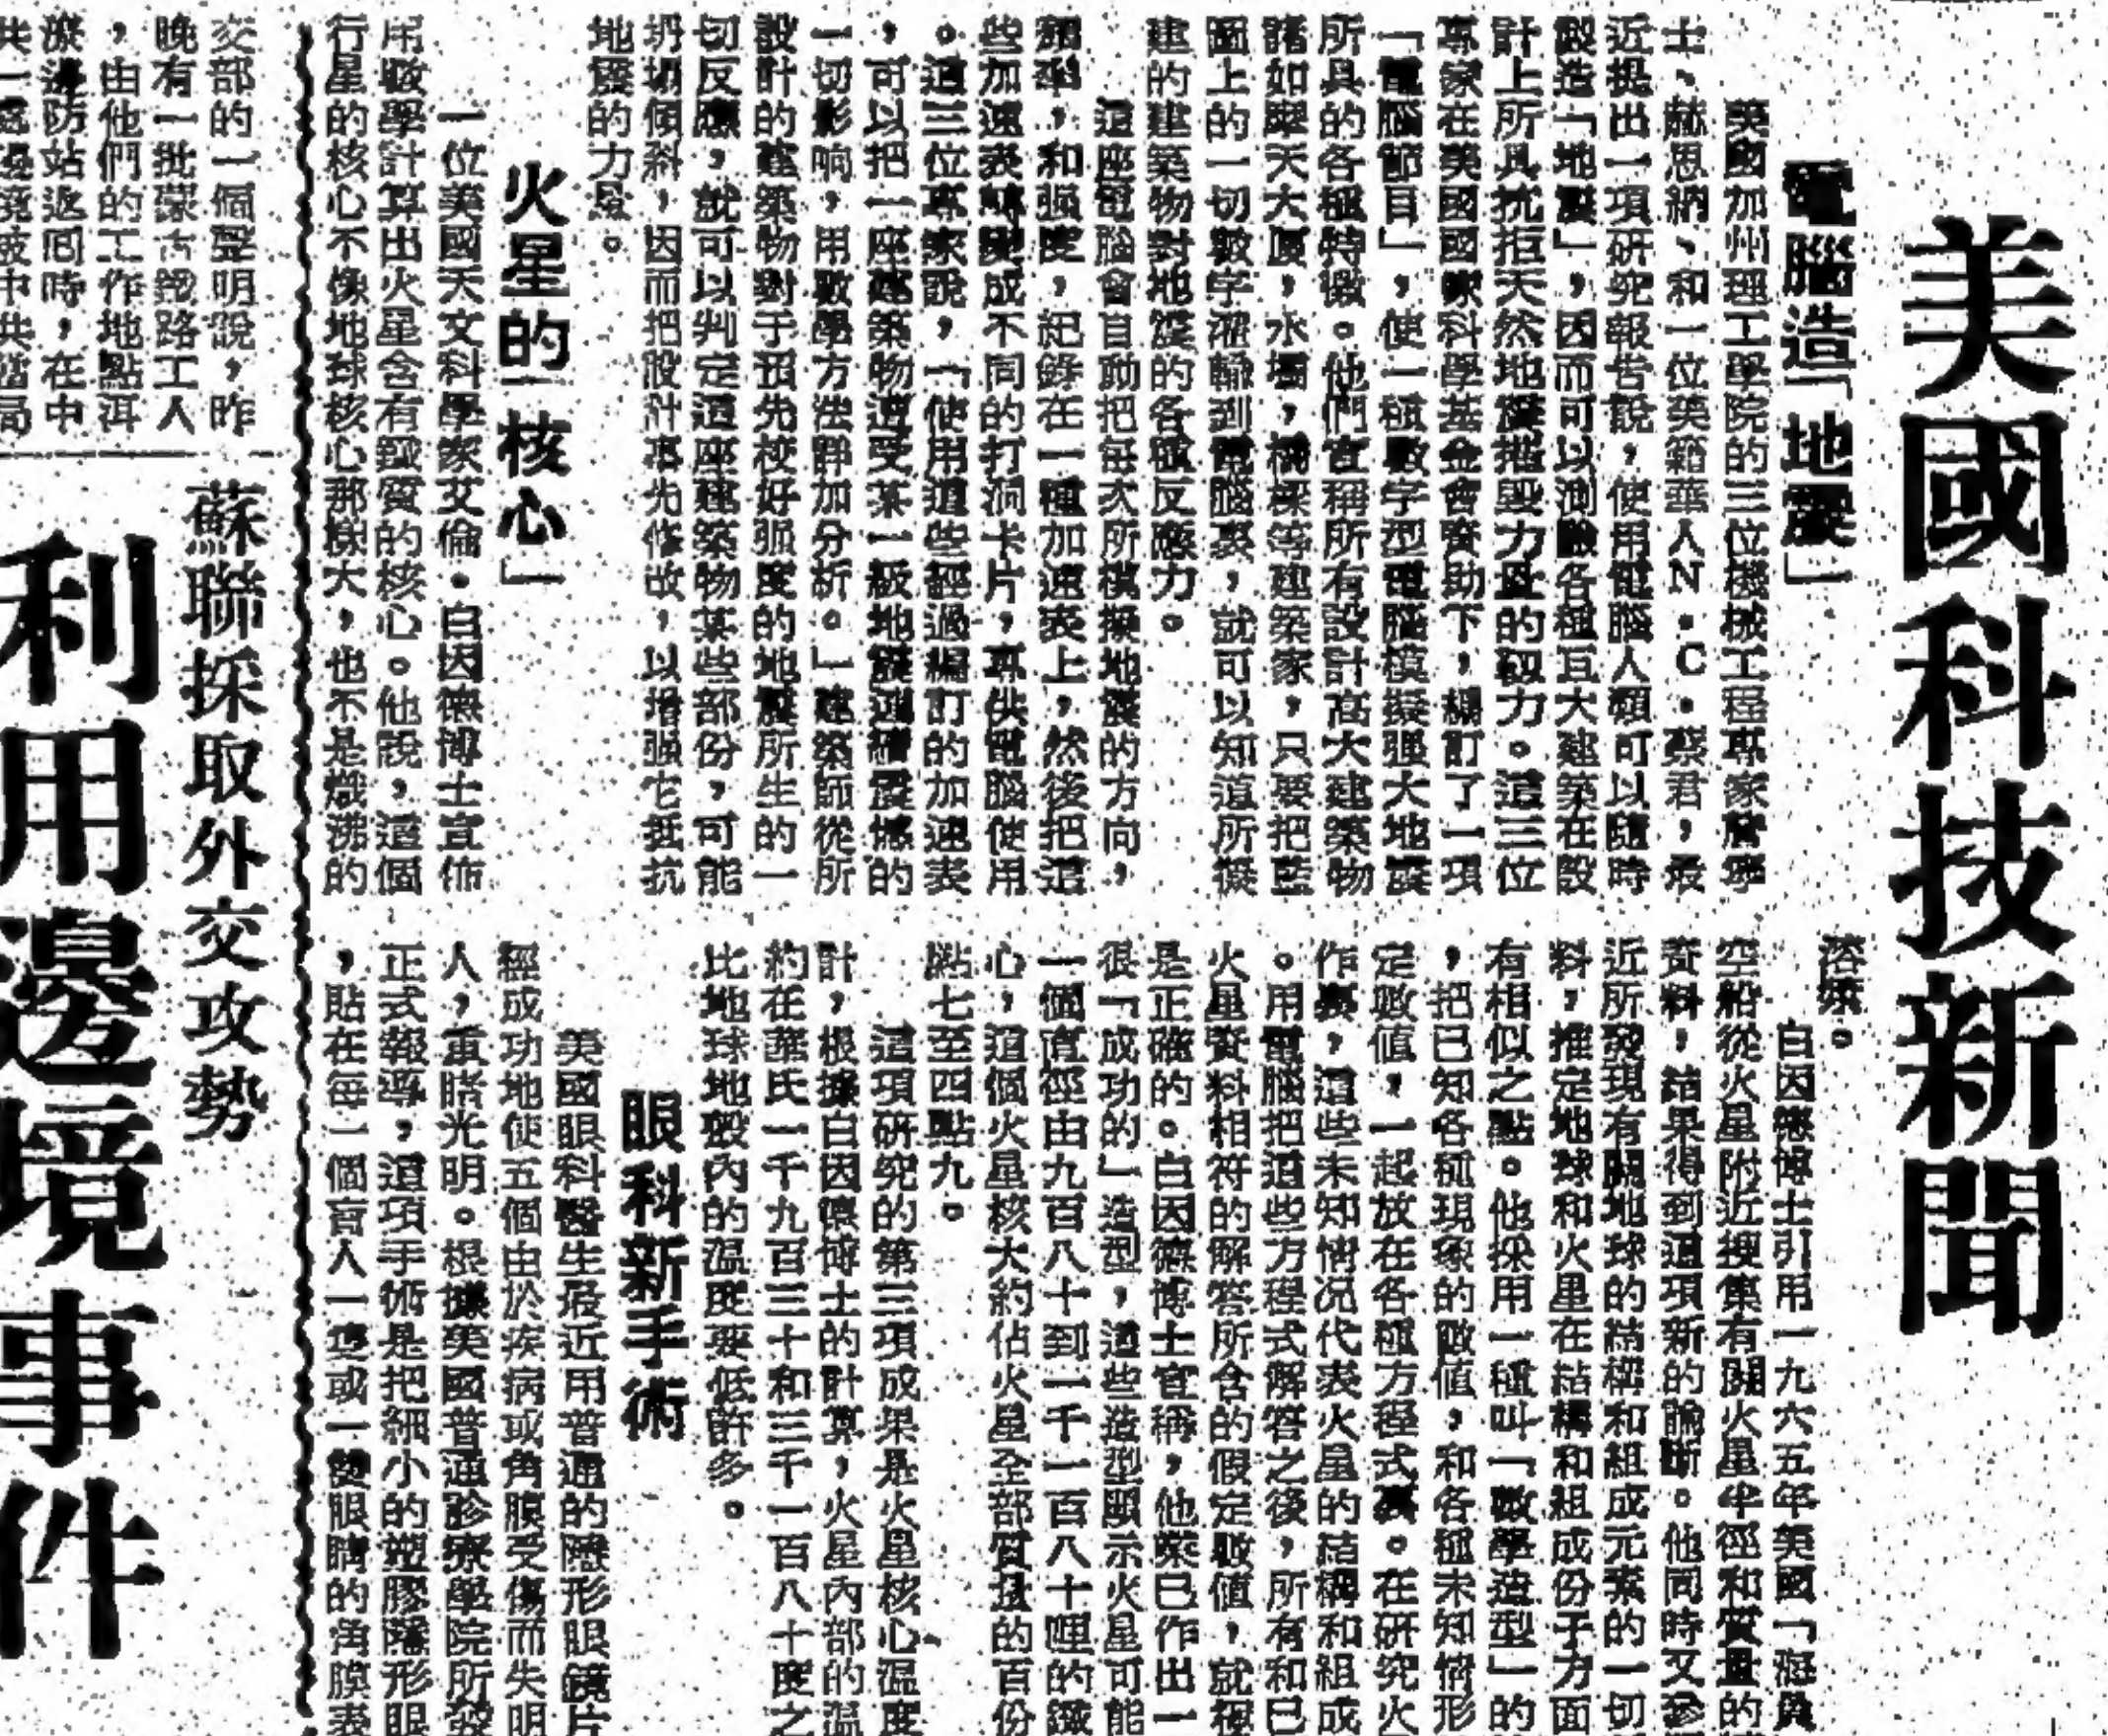 美國科技新聞
電腦造「地震」
美國加州理工學院的三位機械工程專家詹寧
士、赫思納、和一位英籍華人N.C.蔡君,最
近提出一項研究報告說,使用電腦人類可以隨時
製造「地震」,因而可以測驗各種巨大建築在設
計上所具抗拒天然地震摧毀力量的韌力。這三位
專家在美國國家科學基金會資助下,編訂了一項
「電腦節目」,使一種數字型電腦模擬强大地震
所具的各種特徵。他們宣稱所有設計高大建築物
諸如摩天大廈,水壩,橋樑等建築家,只要把藍
圖上的一切數字灌輸到電腦裏,就可以知道所擬
建的建築物對地震的各種反應力。
這座電腦會自動把每次所模擬地震的方向,
頻率,和强度,紀錄在一種加速表上,然後把這
些加速表轉變成不同的打洞卡片,專供電腦使用
。這三位專家說,「使用這些經過編訂的加速表
,可以把一座建築物遭受某一級地震週續震憾的
一切影响,用數學方法詳加分析。」建築師從所
設計的建築物對于預先校好强度的地震所生的一
切反應,就可以判定這座建築物某些部份,可能
坍塌傾斜,因而把設計事先修改,以增强它抵抗
地震的力量。
火星的「核心」
一位美國天文科學家艾倫.白因德博士宣佈
用數學計算出火星含有鐵質的核心。他說,這個
行星的核心不像地球核心那樣大,也不是熾沸的
溶漿。
自因德博士引用一九六五年美國「海員
空船從火星附近搜集有關火星半徑和質量的
資料,結果得到這項新的論斷。他同時又參
近所發現有關地球的結構和組成元素的一切
料,推定地球和火星在結構和組成份子方面
有相似之點。他採用一種叫「數學造型」的
,把已知各種現象的數值,和各種未知情形
定數值,一起放在各種方程式裏。在研究火
作裏,這些未知情况代表火星的結構和組成
。用電腦把這些方程式解答之後,所有和已
火星資料相符的解答所含的假定數值,就很
是正確的。白因德博士宣稱,他業已作出一
很「成功的」造型,這些造型顯示火星可能
一個直徑由九百八十到一千一百八十哩的鐵
心,這個火星核大約佔火星全部質量的百份
點七至四點九。
這項研究的第三項成果是火星核心溫度
計,根據白因德博士的計算,火星內部的溫
約在華氏一千九百三十和三千一百八十度之
比地球地殼內的溫度要低許多。
眼科新手術
美國眼科醫生最近用普通的隱形眼鏡片
經成功地使五個由於疾病或角膜受傷而失明
人,重睹光明。根據美國普通診療學院所發
正式報導,這項手術是把細小的塑膠隱形眼
,貼在每一個盲人一隻或一雙眼睛的角膜表
交部的一個聲明說,昨
晚有一批蒙古鐵路工人
,由他們的工作地點洱
邊防站返回時,在中
蘇聯採取外交攻勢
利用邊境事件